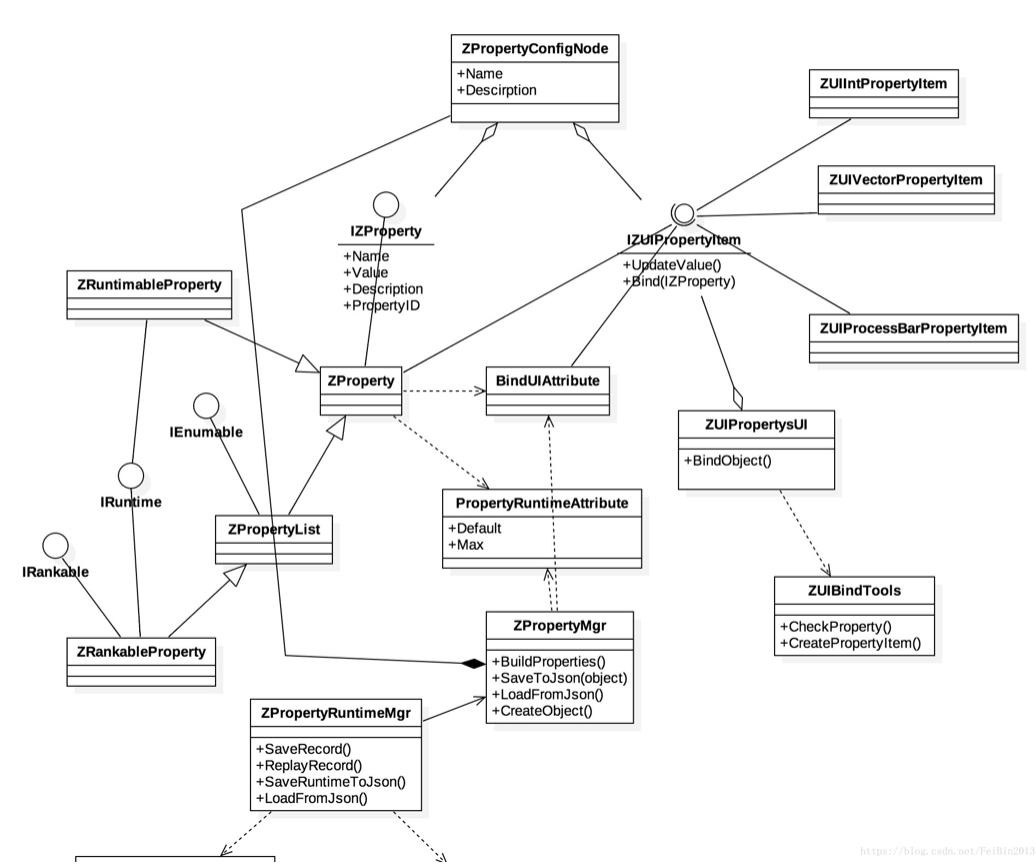 ZPropertyConfigNode
+Name
+Descirption
ZUIIntPropertyItem
ZUIVectorPropertyItem
IZProperty
+Name
+Value
+Description
+PropertyID
IZUIPropertyItem
+UpdateValue()
+Bind(IZProperty)
ZRuntimableProperty
ZUIProcessBarPropertyItem
ZProperty
BindUIAttribute
IEnumable
ZUIPropertysUI
+BindObject()
IRuntime
PropertyRuntimeAttribute
+Default
+Max
ZPropertyList
IRankable
ZUIBindTools
+CheckProperty()
+CreatePropertyItem()
ZRankableProperty
ZPropertyMgr
+BuildProperties()
+SaveToJson(object)
+LoadFromJson()
+CreateObject()
ZPropertyRuntimeMgr
+SaveRecord()
+ReplayRecord()
+SaveRuntimeToJson()
+LoadFromJson()
https://blog.csdn.net/FeiBin2013